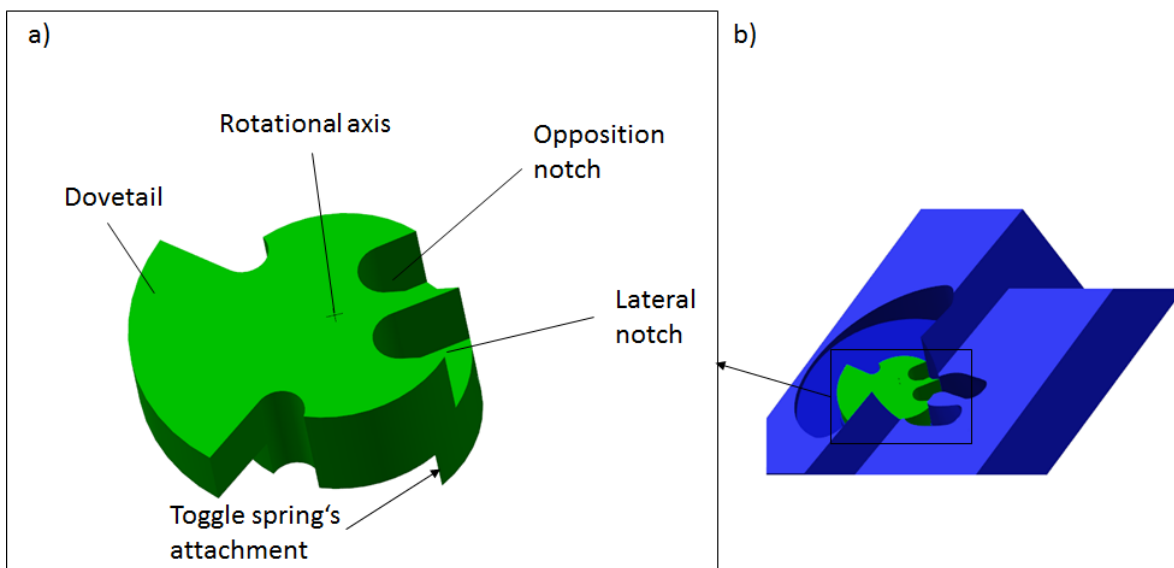 a)
b)
Rotational axis
Opposition
notch
Dovetail
Lateral
notch
Toggle spring‘s
attachment